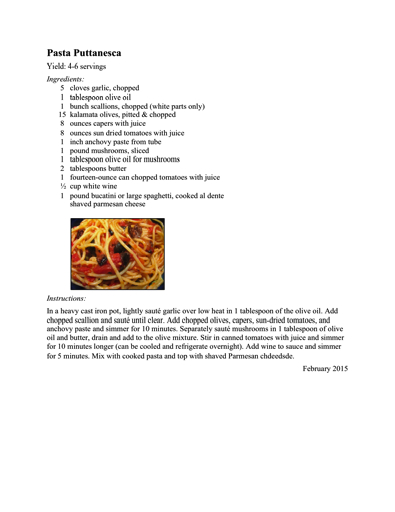 Pasta Puttanesca
Yield: 4-6 servings
Ingredients:
5 cloves garlic, chopped
1 tablespoon olive oil
1 bunch scallions, chopped (white parts only)
15 kalamata olives, pitted & chopped
8 ounces capers with juice
8 ounces sun dried tomatoes with juice
1 inch anchovy paste from tube
1 pound mushrooms, sliced
1 tablespoon olive oil for mushrooms
2 tablespoons butter
1 fourteen-ounce can chopped tomatoes with juice
½ cup white wine
1 pound bucatini or large spaghetti, cooked al dente
shaved parmesan cheese
Instructions:
In a heavy cast iron pot, lightly sauté garlic over low heat in 1 tablespoon of the olive oil. Add
chopped scallion and sauté until clear. Add chopped olives, capers, sun-dried tomatoes, and
anchovy paste and simmer for 10 minutes. Separately sauté mushrooms in 1 tablespoon of olive
oil and butter, drain and add to the olive mixture. Stir in canned tomatoes with juice and simmer
for 10 minutes longer (can be cooled and refrigerate overnight). Add wine to sauce and simmer
for 5 minutes. Mix with cooked pasta and top with shaved Parmesan chdeedsde.
February 2015